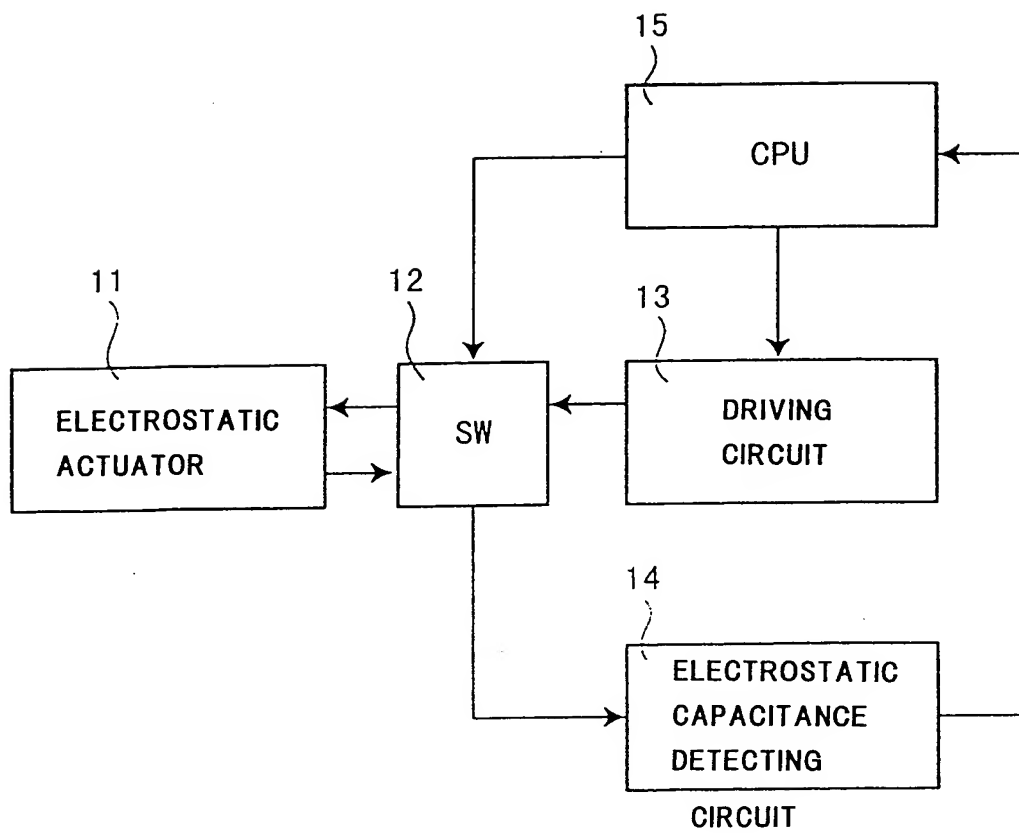 15
CPU
11
12
13
ELECTROSTATIC
ACTUATOR
SW
DRIVING
CIRCUIT
14
ELECTROSTATIC
CAPACITANCE
DETECTING
CIRCUIT